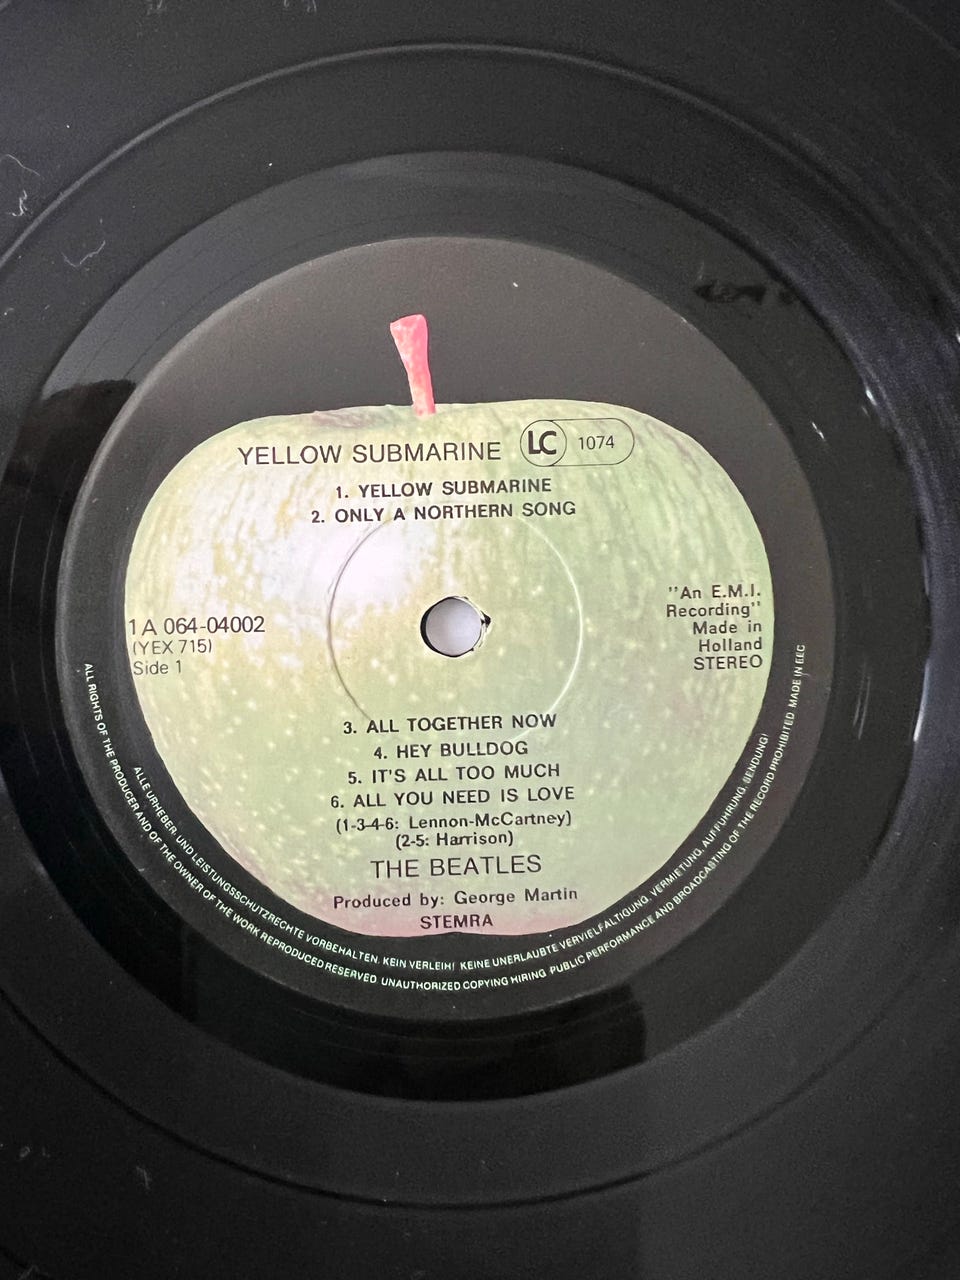 YELLOW SUBMARINE LC 1074
1. YELLOW SUBMARINE
2. ONLY A NORTHERN SONG
1 A 064-04002
(YEX 715)
Side 1
"An E.M.I.
Recording"
Made in
Holland
STEREO
3. ALL TOGETHER NOW
4. HEY BULLDOG
5. IT'S ALL TOO MUCH
6. ALL YOU NEED IS LOVE
(1-3-4-6: Lennon-McCartney)
(2-5: Harrison)
THE BEATLES
Produced by: George Martin
STEMRA
ALLE URHEBER- UND LEISTUNGSSCHUTZRECHTE VORBEHALTEN. KEIN VERLEIH! KEINE UNERLAUBTE VERVIELFÄLTIGUNG, VERMIETUNG, AUFFÜHRUNG, SENDUNG!
ALL RIGHTS OF THE PRODUCER AND OF THE OWNER OF THE WORK REPRODUCED RESERVED UNAUTHORIZED COPYING HIRING PUBLIC PERFORMANCE AND BROADCASTING OF THE RECORD PROHIBITED MADE IN EEC